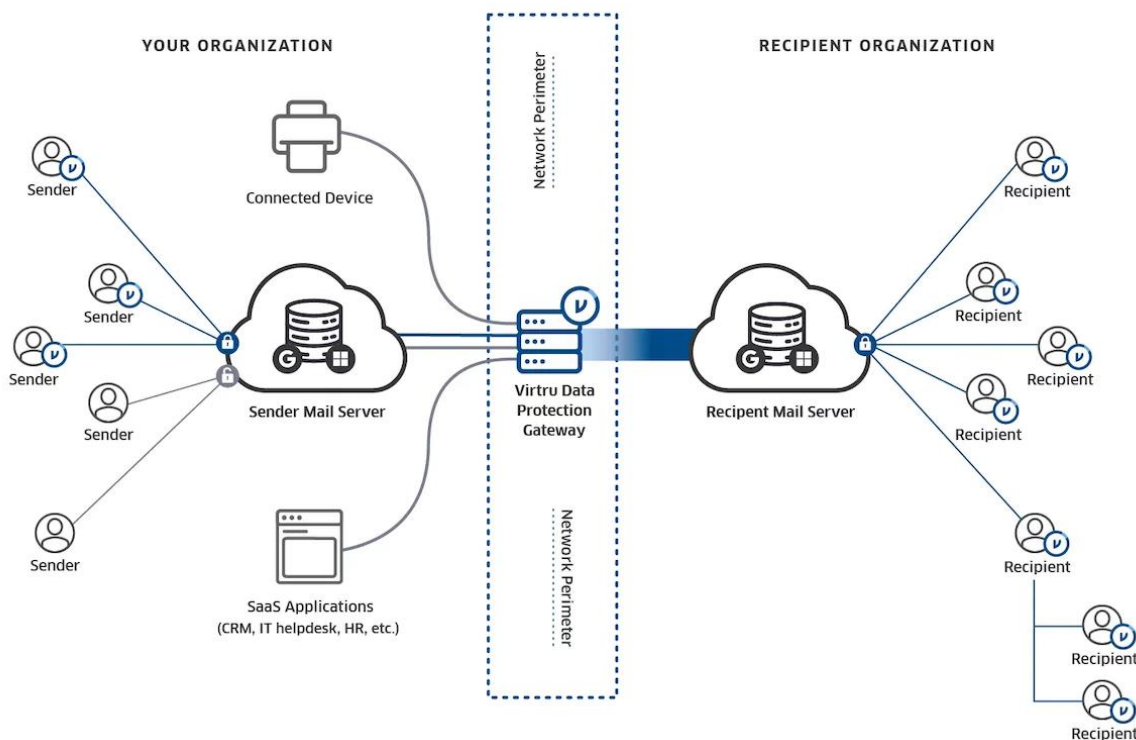 YOUR ORGANIZATION
RECIPIENT ORGANIZATION
Network Perimeter
Connected Device
Sender
Sender
Sender
Sender
Sender
Sender Mail Server
SaaS Applications
(CRM, IT helpdesk, HR, etc.)
Virtru Data
Protection
Gateway
Network Perimeter
Recipent Mail Server
Recipient
Recipient
Recipient
Recipient
Recipient
Recipient
Recipient